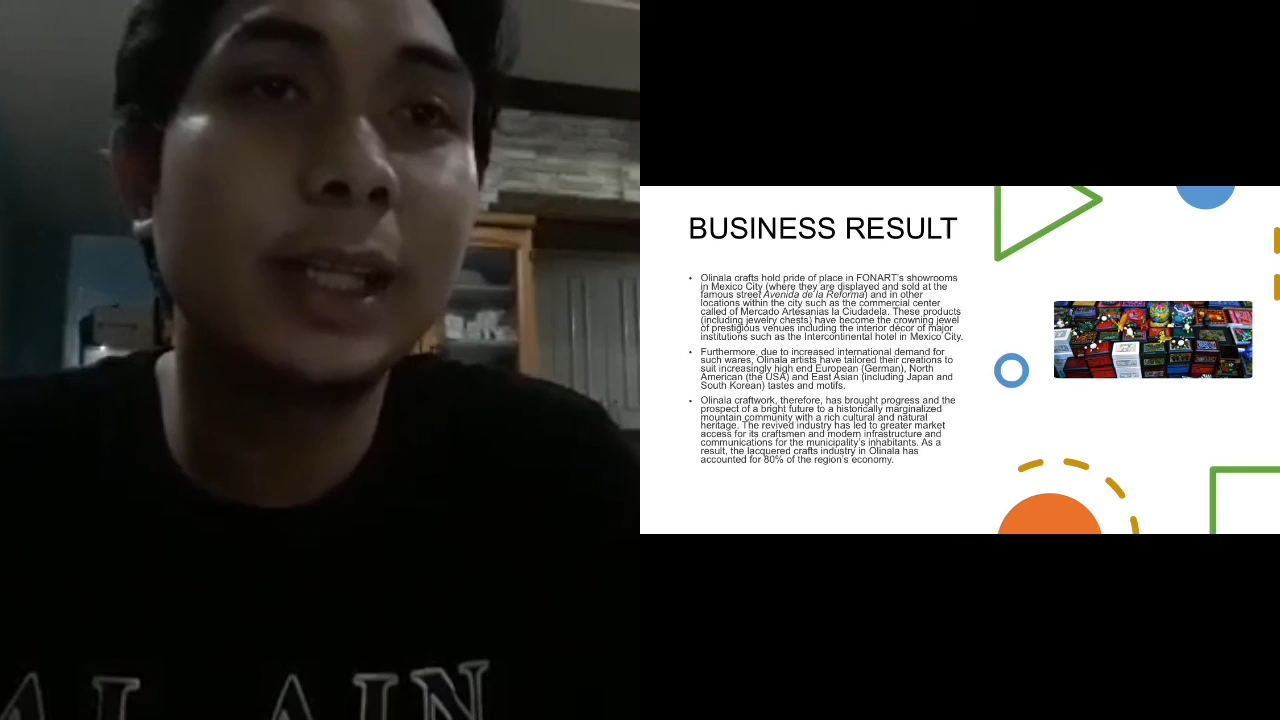 BUSINESS RESULT
• Olinala crafts hold pride of place in FONART's showrooms
in Mexico City (where they are displayed and sold at the
famous street Avenida de la Reforma) and in other
locations within the city such as the commercial center
called of Mercado Artesanias la Ciudadela. These products
(including jewelry chests) have become the crowning jewel
of prestigious venues including the interior décor of major
institutions such as the Intercontinental hotel in Mexico City.
• Furthermore, due to increased international demand for
such wares, Olinala artists have tailored their creations to
suit increasingly high end European (German), North
American (the USA) and East Asian (including Japan and
South Korean) tastes and motifs.
• Olinala craftwork, therefore, has brought progress and the
prospect of a bright future to a historically marginalized
mountain community with a rich cultural and natural
heritage. The revived industry has led to greater market
access for its craftsmen and modern infrastructure and
communications for the municipality's inhabitants. As a
result, the lacquered crafts industry in Olinala has
accounted for 80% of the region's economy.
AL AIN